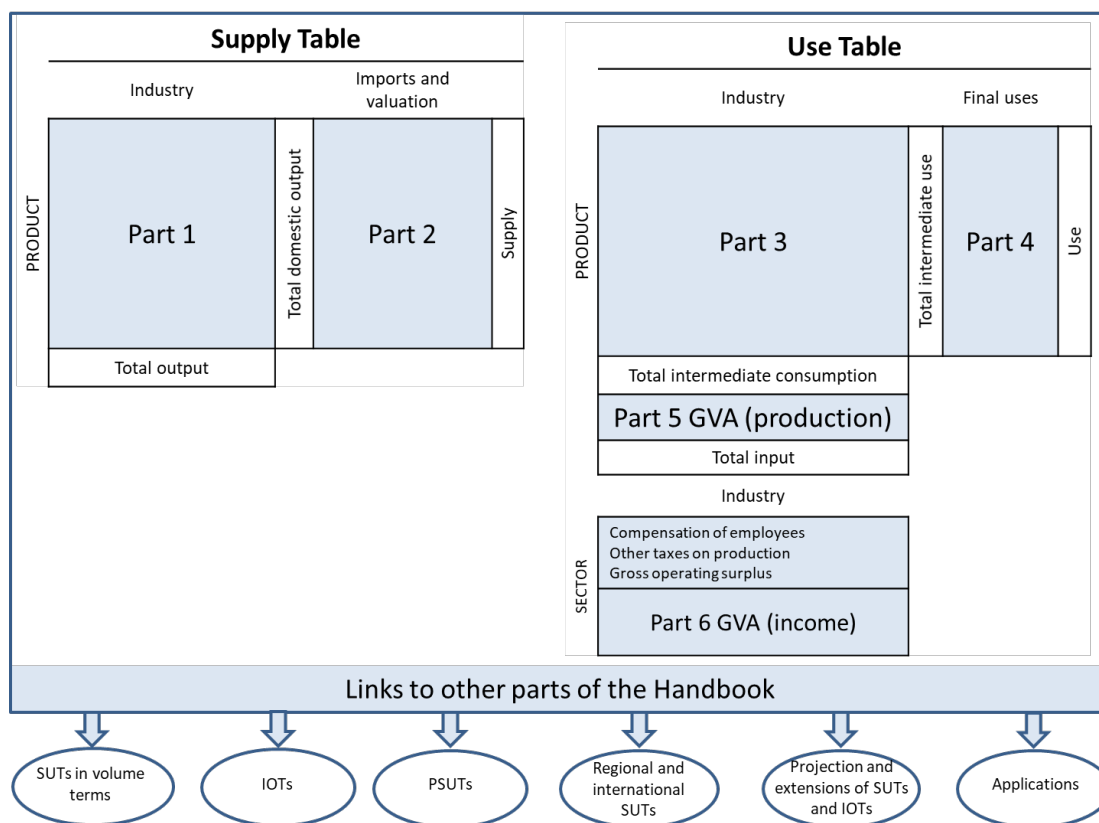 Supply Table
Industry
Imports and
valuation
PRODUCT
Part 1
Total domestic output
Part 2
Supply
Total output
Use Table
Industry
Final uses
PRODUCT
Part 3
Total intermediate use
Part 4
Use
Total intermediate consumption
Part 5 GVA (production)
Total input
Industry
SECTOR
Compensation of employees
Other taxes on production
Gross operating surplus
Part 6 GVA (income)
Links to other parts of the Handbook
SUTs in volume
terms
IOTs
PSUTs
Regional and
international
SUTs
Projection and
extensions of SUTs
and IOTs
Applications